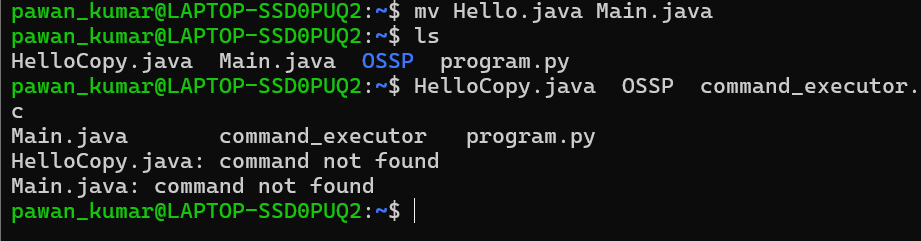 pawan_kumar@LAPTOP-SSD0PUQ2:~$ mv Hello.java Main.java
pawan_kumar@LAPTOP-SSD0PUQ2:~$ ls
HelloCopy.java  Main.java  OSSP  program.py
pawan_kumar@LAPTOP-SSD0PUQ2:~$ HelloCopy.java  OSSP  command_executor.
c
Main.java       command_executor   program.py
HelloCopy.java: command not found
Main.java: command not found
pawan_kumar@LAPTOP-SSD0PUQ2:~$